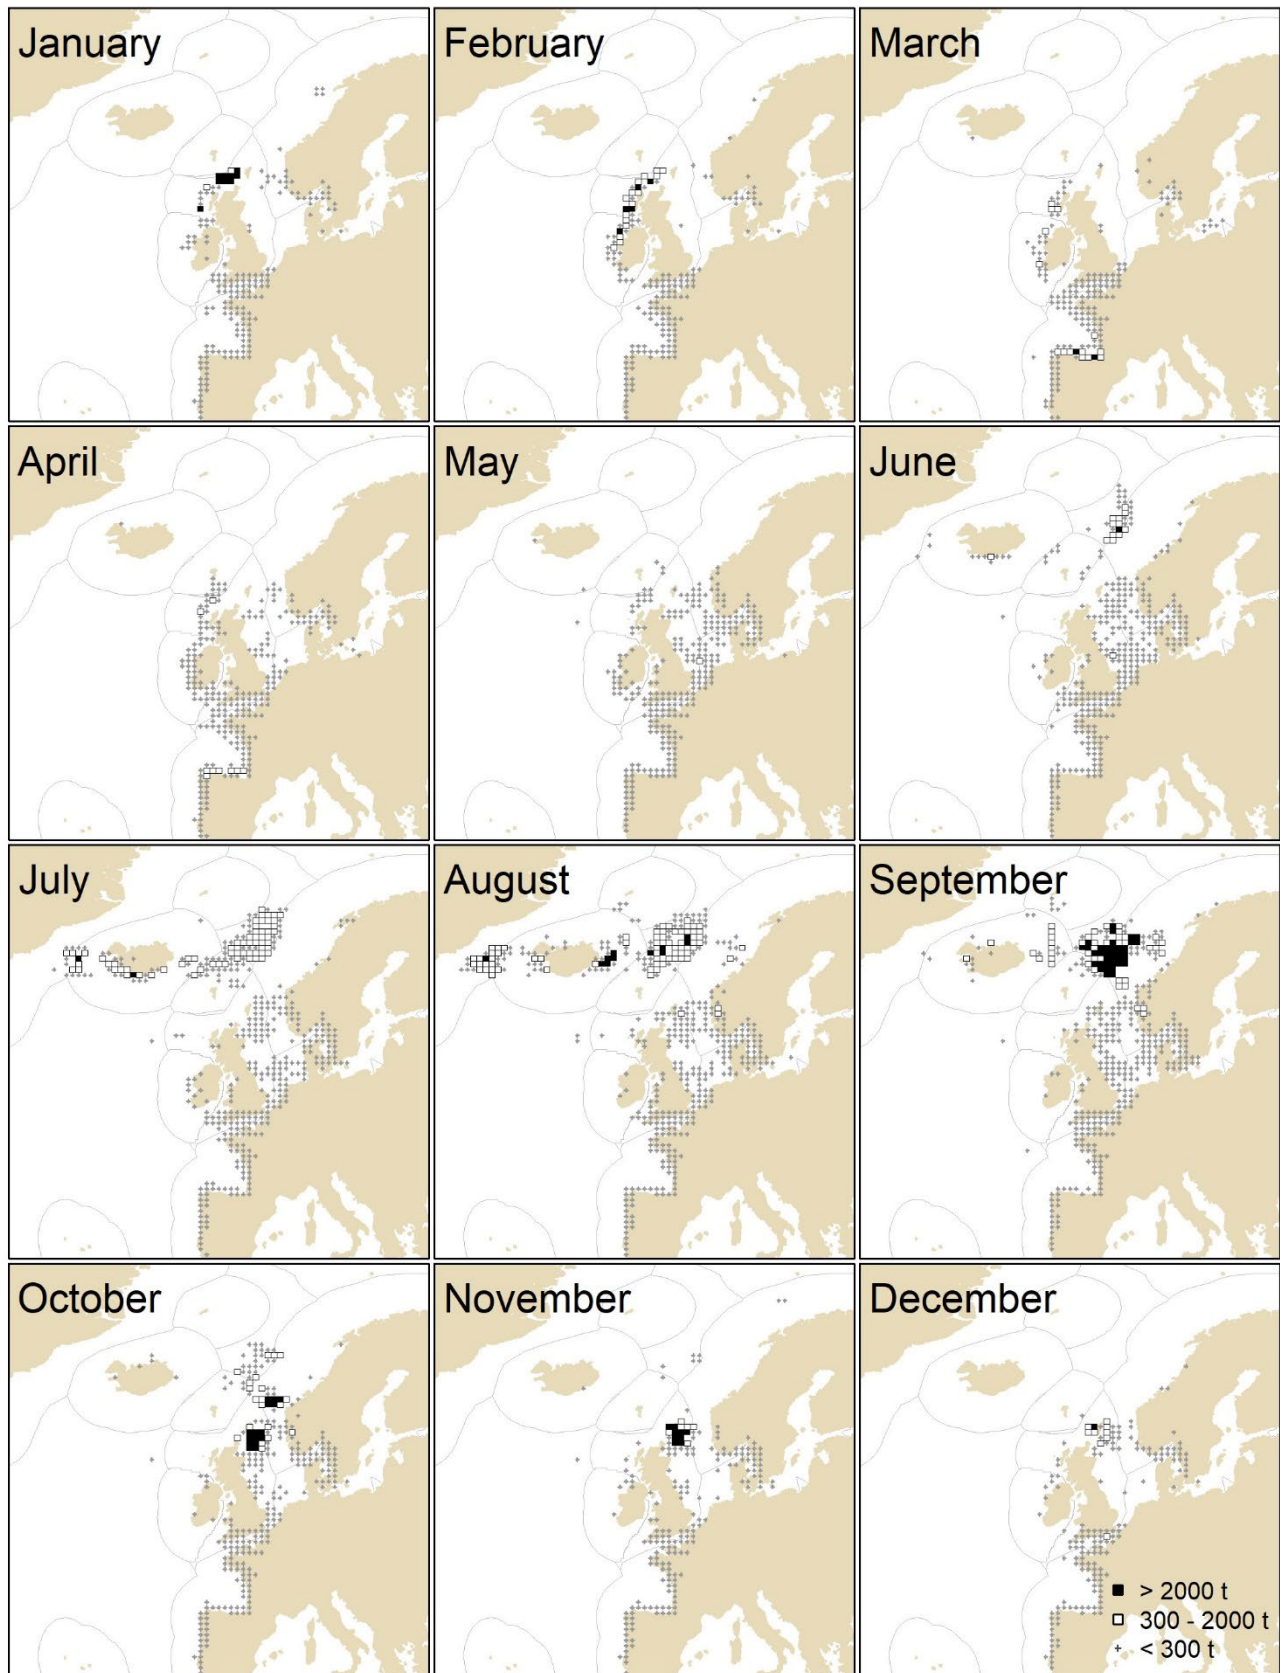 January
February
March
April
May
June
July
August
September
October
November
December
> 2000 t
300 - 2000 t
< 300 t